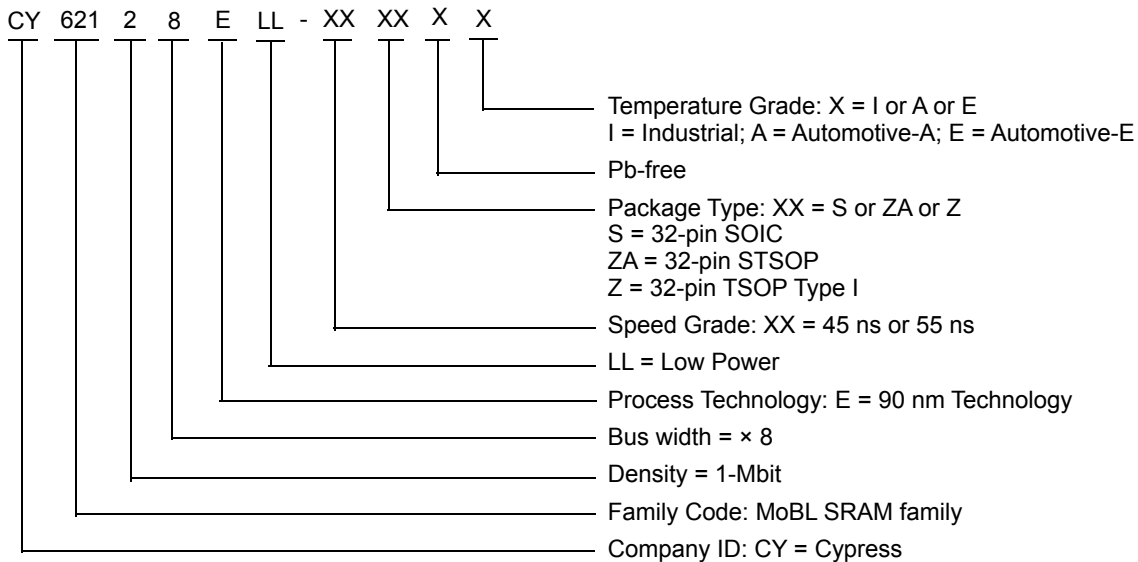 CY 621 2 8 E LL - XX XX X X
Temperature Grade: X = I or A or E
I = Industrial; A = Automotive-A; E = Automotive-E
Pb-free
Package Type: XX = S or ZA or Z
S = 32-pin SOIC
ZA = 32-pin STSOP
Z = 32-pin TSOP Type I
Speed Grade: XX = 45 ns or 55 ns
LL = Low Power
Process Technology: E = 90 nm Technology
Bus width = × 8
Density = 1-Mbit
Family Code: MoBL SRAM family
Company ID: CY = Cypress